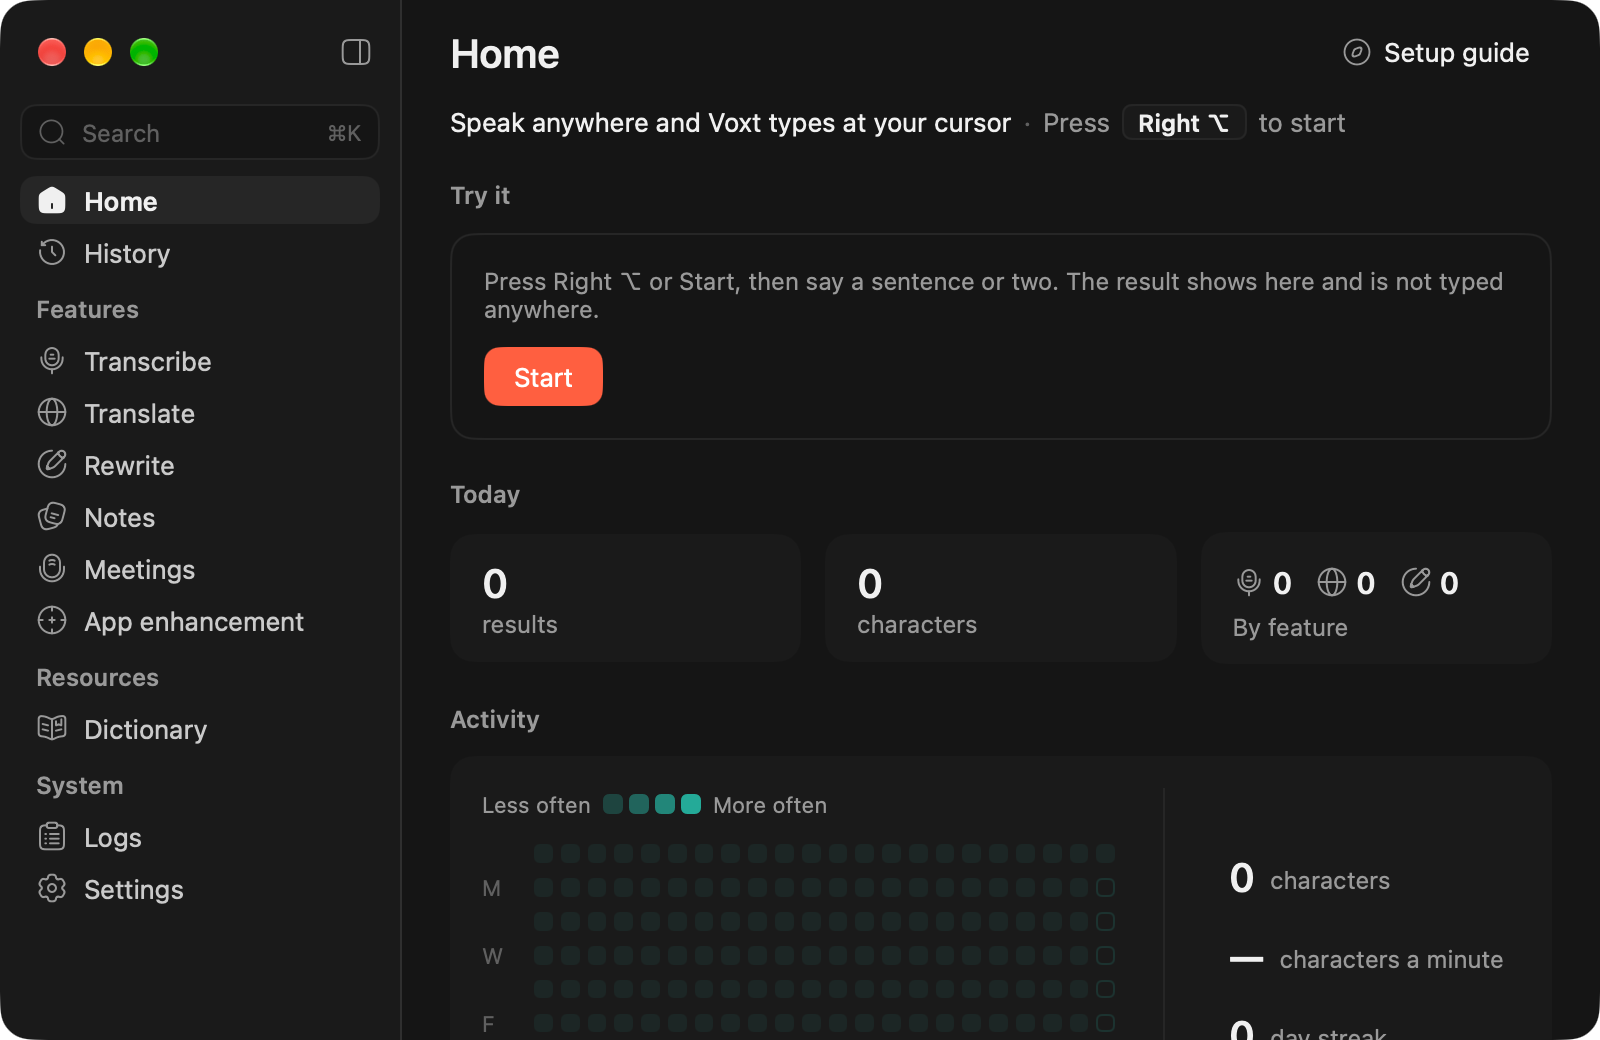 Search ⌘K
Home
History
Features
Transcribe
Translate
Rewrite
Notes
Meetings
App enhancement
Resources
Dictionary
System
Logs
Settings
Home
Setup guide
Speak anywhere and Voxt types at your cursor · Press Right ⌥ to start
Try it
Press Right ⌥ or Start, then say a sentence or two. The result shows here and is not typed
anywhere.
Start
Today
0
results
0
characters
0 0 0
By feature
Activity
Less often More often
M
W
F
0 characters
— characters a minute
0 day streak